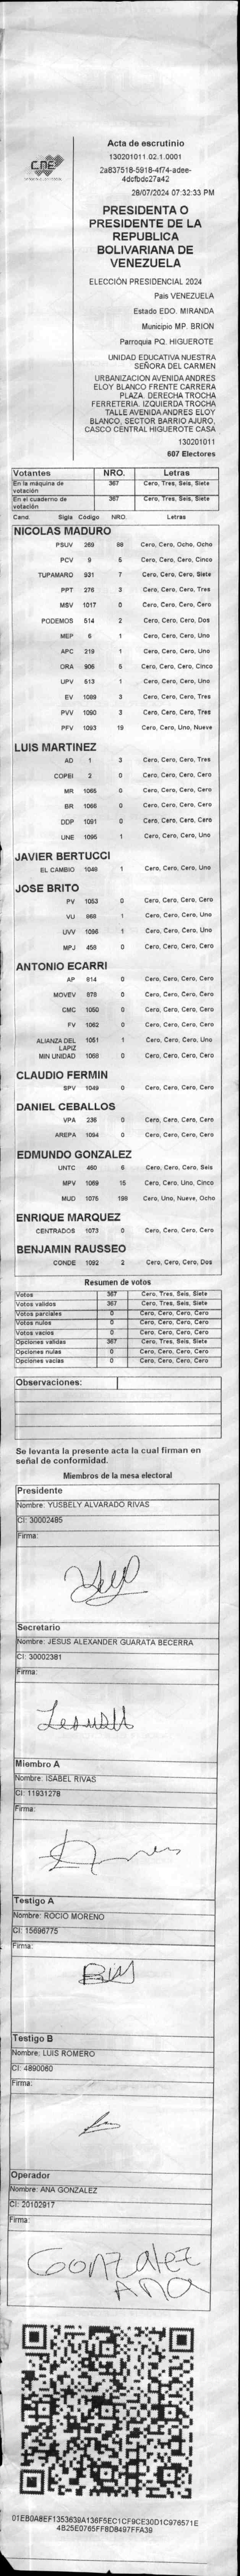 CNE
Acta de escrutinio
130201011.02.1.0001
2a837518-5918-4f74-adee-
4dcfbdc27a42
28/07/2024 07:32:33 PM
PRESIDENTA O
PRESIDENTE DE LA
REPUBLICA
BOLIVARIANA DE
VENEZUELA
ELECCIÓN PRESIDENCIAL 2024
Pais VENEZUELA
Estado EDO. MIRANDA
Municipio MP. BRION
Parroquia PQ. HIGUEROTE
UNIDAD EDUCATIVA NUESTRA
SEÑORA DEL CARMEN
URBANIZACION AVENIDA ANDRES
ELOY BLANCO FRENTE CARRERA
PLAZA. DERECHA TROCHA
FERRETERIA. IZQUIERDA TROCHA
TALLE AVENIDA ANDRES ELOY
BLANCO, SECTOR BARRIO AJURO,
CASCO CENTRAL HIGUEROTE CASA
130201011
607 Electores
Votantes NRO. Letras
En la máquina de votación 367 Cero, Tres, Seis, Siete
En el cuaderno de votación 367 Cero, Tres, Seis, Siete
Cand. Sigla Código NRO. Letras
NICOLAS MADURO
PSUV 269 88 Cero, Cero, Ocho, Ocho
PCV 9 5 Cero, Cero, Cero, Cinco
TUPAMARO 931 7 Cero, Cero, Cero, Siete
PPT 276 3 Cero, Cero, Cero, Tres
MSV 1017 0 Cero, Cero, Cero, Cero
PODEMOS 514 2 Cero, Cero, Cero, Dos
MEP 6 1 Cero, Cero, Cero, Uno
APC 219 1 Cero, Cero, Cero, Uno
ORA 906 5 Cero, Cero, Cero, Cinco
UPV 513 1 Cero, Cero, Cero, Uno
EV 1089 3 Cero, Cero, Cero, Tres
PVV 1090 3 Cero, Cero, Cero, Tres
PFV 1093 19 Cero, Cero, Uno, Nueve
LUIS MARTINEZ
AD 1 3 Cero, Cero, Cero, Tres
COPEI 2 0 Cero, Cero, Cero, Cero
MR 1065 0 Cero, Cero, Cero, Cero
BR 1066 0 Cero, Cero, Cero, Cero
DDP 1091 0 Cero, Cero, Cero, Cero
UNE 1095 1 Cero, Cero, Cero, Uno
JAVIER BERTUCCI
EL CAMBIO 1048 1 Cero, Cero, Cero, Uno
JOSE BRITO
PV 1053 0 Cero, Cero, Cero, Cero
VU 868 1 Cero, Cero, Cero, Uno
UVV 1096 1 Cero, Cero, Cero, Uno
MPJ 458 0 Cero, Cero, Cero, Cero
ANTONIO ECARRI
AP 814 0 Cero, Cero, Cero, Cero
MOVEV 878 0 Cero, Cero, Cero, Cero
CMC 1050 0 Cero, Cero, Cero, Cero
FV 1062 0 Cero, Cero, Cero, Cero
ALIANZA DEL LAPIZ 1051 1 Cero, Cero, Cero, Uno
MIN UNIDAD 1068 0 Cero, Cero, Cero, Cero
CLAUDIO FERMIN
SPV 1049 0 Cero, Cero, Cero, Cero
DANIEL CEBALLOS
VPA 236 0 Cero, Cero, Cero, Cero
AREPA 1094 0 Cero, Cero, Cero, Cero
EDMUNDO GONZALEZ
UNTC 460 6 Cero, Cero, Cero, Seis
MPV 1069 15 Cero, Cero, Uno, Cinco
MUD 1075 198 Cero, Uno, Nueve, Ocho
ENRIQUE MARQUEZ
CENTRADOS 1073 0 Cero, Cero, Cero, Cero
BENJAMIN RAUSSEO
CONDE 1092 2 Cero, Cero, Cero, Dos
Resumen de votos
Votos 367 Cero, Tres, Seis, Siete
Votos validos 367 Cero, Tres, Seis, Siete
Votos parciales 0 Cero, Cero, Cero, Cero
Votos nulos 0 Cero, Cero, Cero, Cero
Votos vacios 0 Cero, Cero, Cero, Cero
Opciones validas 367 Cero, Tres, Seis, Siete
Opciones nulas 0 Cero, Cero, Cero, Cero
Opciones vacias 0 Cero, Cero, Cero, Cero
Observaciones:
Se levanta la presente acta la cual firman en
señal de conformidad.
Miembros de la mesa electoral
Presidente
Nombre: YUSBELY ALVARADO RIVAS
CI: 30002485
Firma:
Secretario
Nombre: JESUS ALEXANDER GUARATA BECERRA
CI: 30002381
Firma:
Miembro A
Nombre: ISABEL RIVAS
CI: 11931278
Firma:
Testigo A
Nombre: ROCIO MORENO
CI: 15696775
Firma:
Testigo B
Nombre: LUIS ROMERO
CI: 4890060
Firma:
Operador
Nombre: ANA GONZALEZ
CI: 20102917
Firma:
Gonzalez
Ana
01EB0A8EF1353639A136F5EC1CF9CE30D1C976571E
4B25E0765FF8D8497FFA39